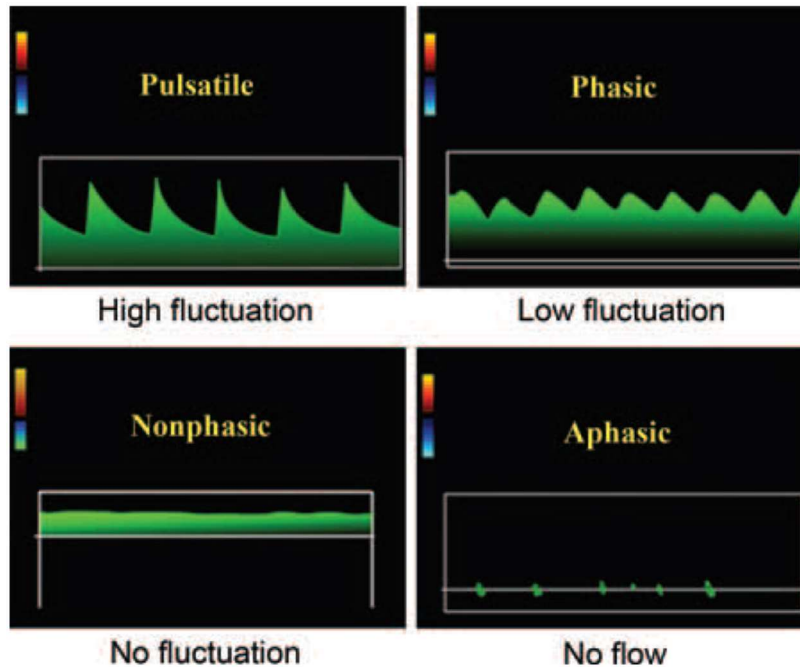 Pulsatile
Phasic
High fluctuation
Low fluctuation
Nonphasic
Aphasic
No fluctuation
No flow